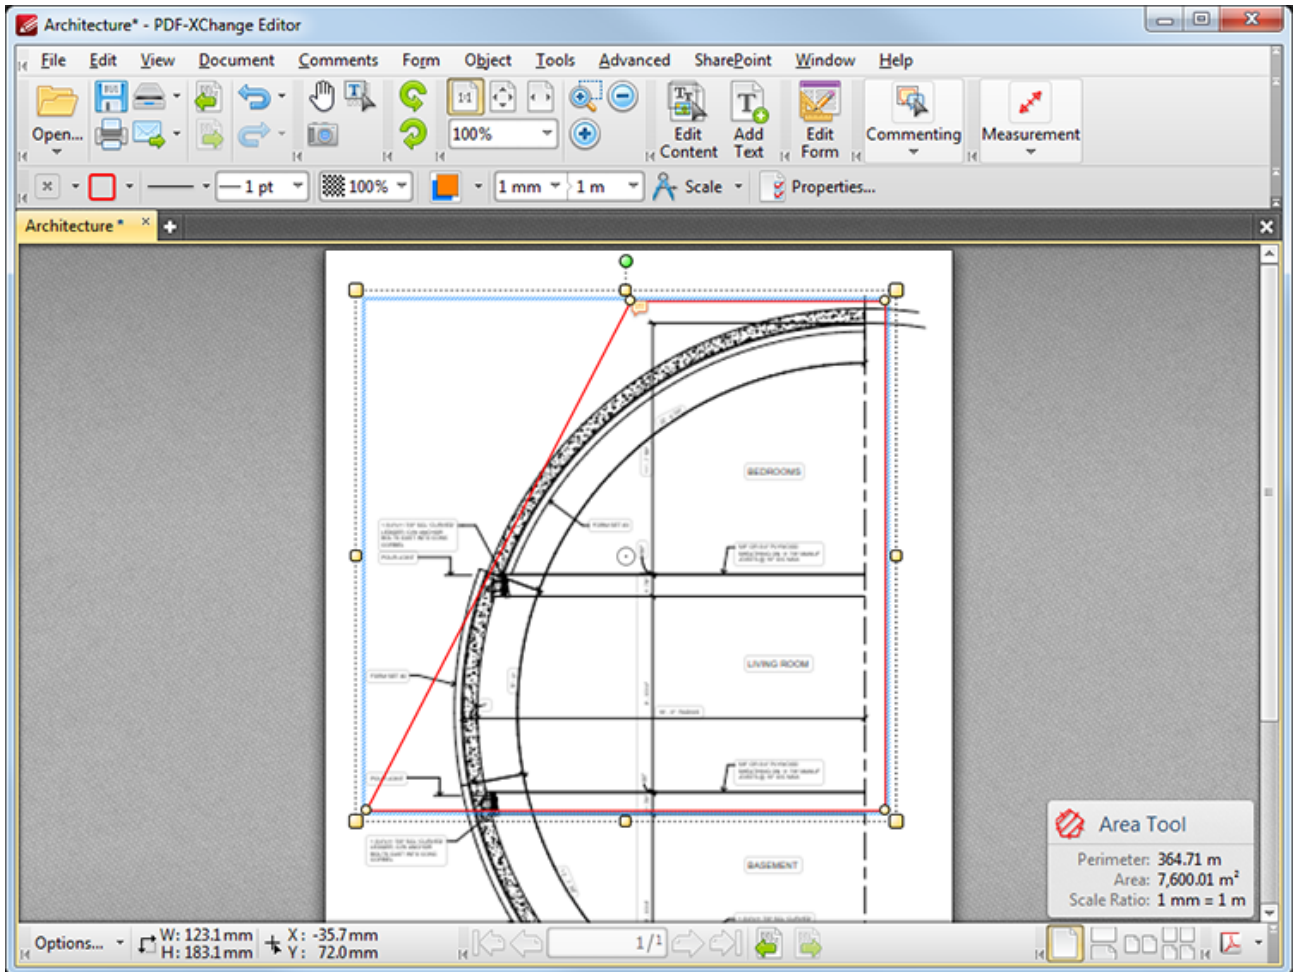 Architecture* - PDF-XChange Editor
File Edit View Document Comments Form Object Tools Advanced SharePoint Window Help
Open...
1:1
100%
Edit Content
Add Text
Edit Form
Commenting
Measurement
1 pt
100%
1 mm
1 m
Scale
Properties...
Architecture *
BEDROOMS
LIVING ROOM
BASEMENT
Area Tool
Perimeter: 364.71 m
Area: 7,600.01 m²
Scale Ratio: 1 mm = 1 m
Options...
W: 123.1 mm
H: 183.1 mm
X: -35.7 mm
Y: 72.0 mm
1/1